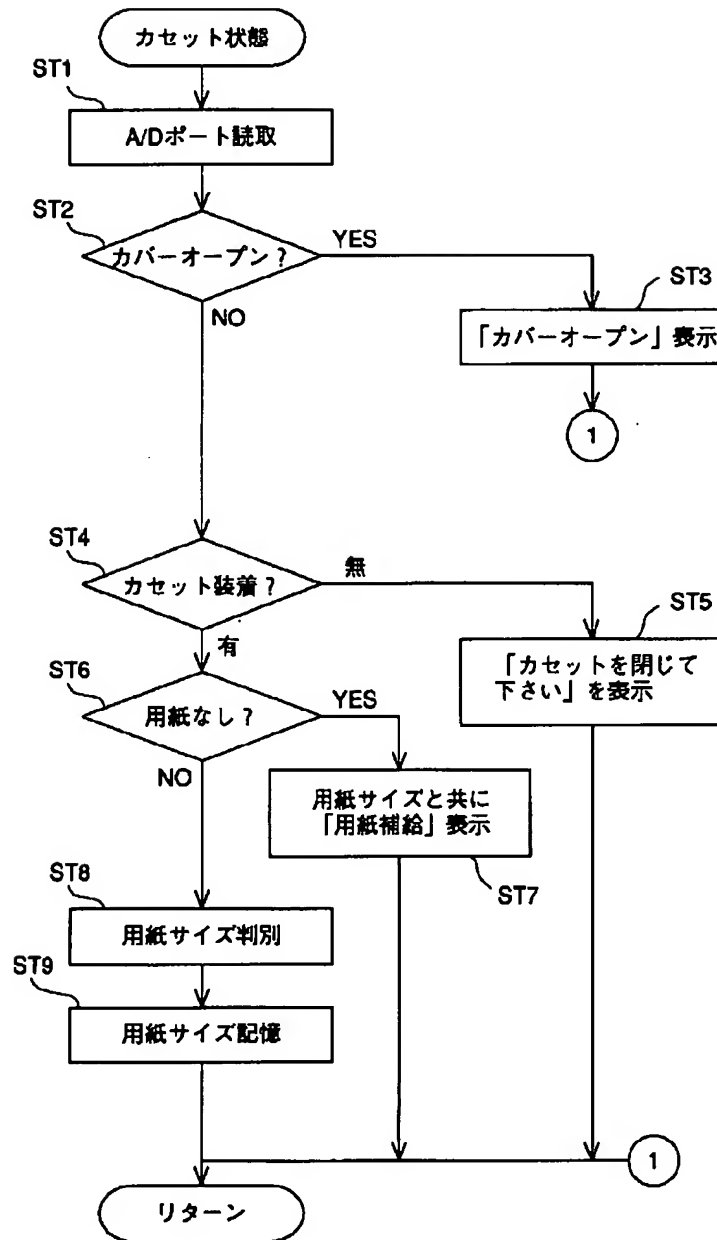 カセット状態
ST1
A/Dポート読取
ST2
カバーオープン?
YES
NO
ST3
「カバーオープン」表示
1
ST4
カセット装着?
無
有
ST5
「カセットを閉じて
下さい」を表示
ST6
用紙なし?
YES
NO
用紙サイズと共に
「用紙補給」表示
ST7
ST8
用紙サイズ判別
ST9
用紙サイズ記憶
1
リターン